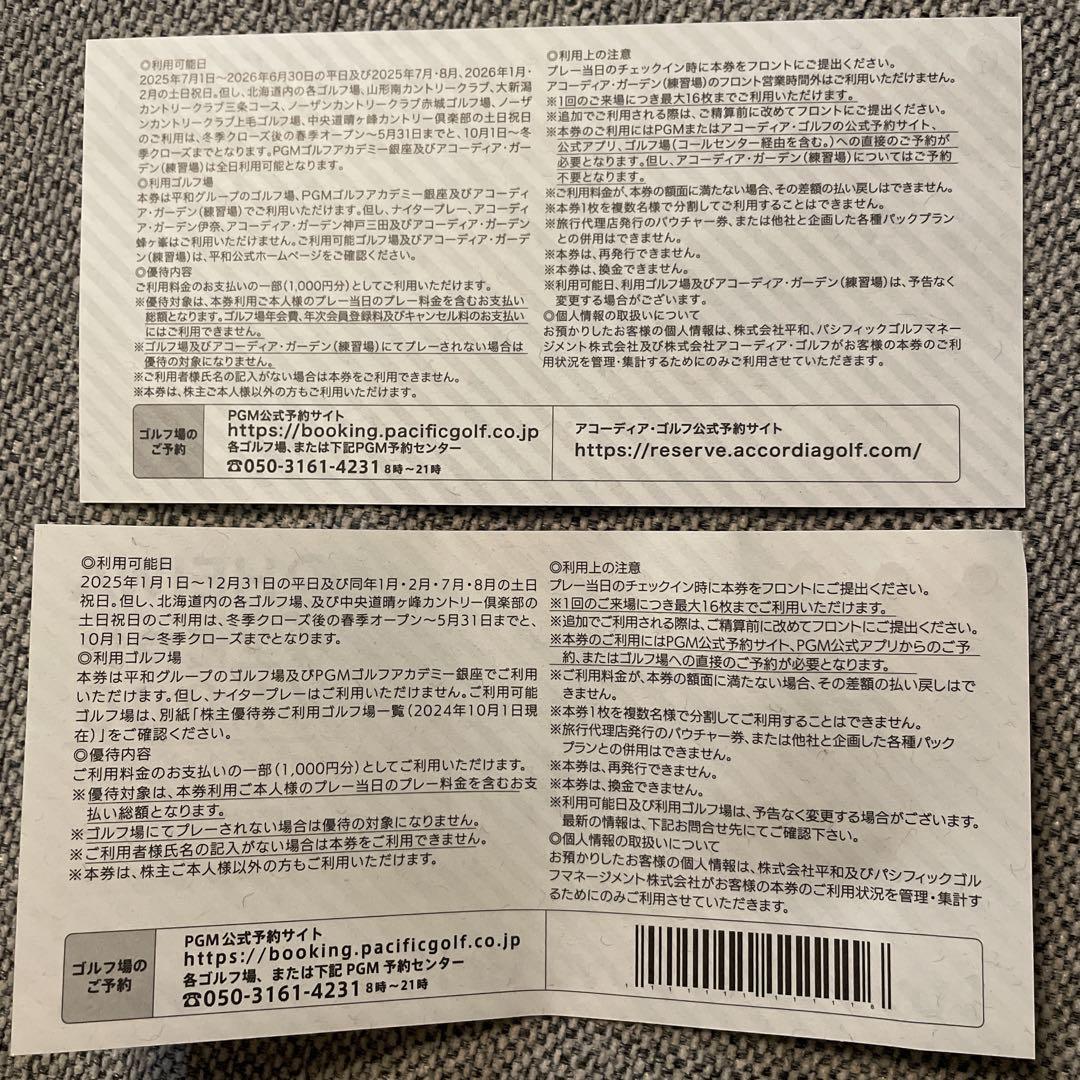 ◎利用可能日
2025年7月1日～2026年6月30日の平日及び2025年7月・8月、2026年1月・
2月の土日祝日。但し、北海道内の各ゴルフ場、山形南カントリークラブ、大新潟
カントリークラブ三条コース、ノーザンカントリークラブ赤城ゴルフ場、ノーザ
ンカントリークラブ上毛ゴルフ場、中央道晴ヶ峰カントリー倶楽部の土日祝日
のご利用は、冬季クローズ後の春季オープン～5月31日までと、10月1日～冬
季クローズまでとなります。PGMゴルフアカデミー銀座及びアコーディア・ガー
デン(練習場)は全日利用可能となります。
◎利用ゴルフ場
本券は平和グループのゴルフ場、PGMゴルフアカデミー銀座及びアコーディ
ア・ガーデン(練習場)でご利用いただけます。但し、ナイタープレー、アコーディ
ア・ガーデン伊奈、アコーディア・ガーデン神戸三田及びアコーディア・ガーデン
蜂ヶ峯はご利用いただけません。ご利用可能ゴルフ場及びアコーディア・ガーデ
ン(練習場)は、平和公式ホームページをご確認ください。
◎優待内容
ご利用料金のお支払いの一部(1,000円分)としてご利用いただけます。
※優待対象は、本券利用ご本人様のプレー当日のプレー料金を含むお支払い
総額となります。ゴルフ場年会費、年次会員登録料及びキャンセル料のお支払い
にはご利用できません。
※ゴルフ場及びアコーディア・ガーデン(練習場)にてプレーされない場合は
優待の対象になりません。
※ご利用者様氏名の記入がない場合は本券をご利用できません。
※本券は、株主ご本人様以外の方もご利用いただけます。
◎利用上の注意
プレー当日のチェックイン時に本券をフロントにご提出ください。
アコーディア・ガーデン(練習場)のフロント営業時間外はご利用いただけません。
※1回のご来場につき最大16枚までご利用いただけます。
※追加でご利用される際は、ご精算前に改めてフロントにご提出ください。
※本券のご利用にはPGMまたはアコーディア・ゴルフの公式予約サイト、
公式アプリ、ゴルフ場(コールセンター経由を含む。)への直接のご予約が
必要となります。但し、アコーディア・ガーデン(練習場)についてはご予約
不要となります。
※ご利用料金が、本券の額面に満たない場合、その差額の払い戻しはできません。
※本券1枚を複数名様で分割してご利用することはできません。
※旅行代理店発行のバウチャー券、または他社と企画した各種パックプラン
との併用はできません。
※本券は、再発行できません。
※本券は、換金できません。
※利用可能日、利用ゴルフ場及びアコーディア・ガーデン(練習場)は、予告なく
変更する場合がございます。
◎個人情報の取扱いについて
お預かりしたお客様の個人情報は、株式会社平和、パシフィックゴルフマネー
ジメント株式会社及び株式会社アコーディア・ゴルフがお客様の本券のご利
用状況を管理・集計するためにのみご利用させていただきます。
ゴルフ場の
ご予約
PGM公式予約サイト
https://booking.pacificgolf.co.jp
各ゴルフ場、または下記PGM予約センター
☎050-3161-4231 8時～21時
アコーディア・ゴルフ公式予約サイト
https://reserve.accordiagolf.com/
◎利用可能日
2025年1月1日～12月31日の平日及び同年1月・2月・7月・8月の土日
祝日。但し、北海道内の各ゴルフ場、及び中央道晴ヶ峰カントリー倶楽部の
土日祝日のご利用は、冬季クローズ後の春季オープン～5月31日までと、
10月1日～冬季クローズまでとなります。
◎利用ゴルフ場
本券は平和グループのゴルフ場及びPGMゴルフアカデミー銀座でご利用
いただけます。但し、ナイタープレーはご利用いただけません。ご利用可能
ゴルフ場は、別紙「株主優待券ご利用ゴルフ場一覧(2024年10月1日現
在)」をご確認ください。
◎優待内容
ご利用料金のお支払いの一部(1,000円分)としてご利用いただけます。
※優待対象は、本券利用ご本人様のプレー当日のプレー料金を含むお支
払い総額となります。
※ゴルフ場にてプレーされない場合は優待の対象になりません。
※ご利用者様氏名の記入がない場合は本券をご利用できません。
※本券は、株主ご本人様以外の方もご利用いただけます。
◎利用上の注意
プレー当日のチェックイン時に本券をフロントにご提出ください。
※1回のご来場につき最大16枚までご利用いただけます。
※追加でご利用される際は、ご精算前に改めてフロントにご提出ください。
※本券のご利用にはPGM公式予約サイト、PGM公式アプリからのご予
約、またはゴルフ場への直接のご予約が必要となります。
※ご利用料金が、本券の額面に満たない場合、その差額の払い戻しはで
きません。
※本券1枚を複数名様で分割してご利用することはできません。
※旅行代理店発行のバウチャー券、または他社と企画した各種パック
プランとの併用はできません。
※本券は、再発行できません。
※本券は、換金できません。
※利用可能日及び利用ゴルフ場は、予告なく変更する場合がございます。
最新の情報は、下記お問合せ先にてご確認下さい。
◎個人情報の取扱いについて
お預かりしたお客様の個人情報は、株式会社平和及びパシフィックゴル
フマネージメント株式会社がお客様の本券のご利用状況を管理・集計す
るためにのみご利用させていただきます。
ゴルフ場の
ご予約
PGM公式予約サイト
https://booking.pacificgolf.co.jp
各ゴルフ場、または下記PGM予約センター
☎050-3161-4231 8時～21時